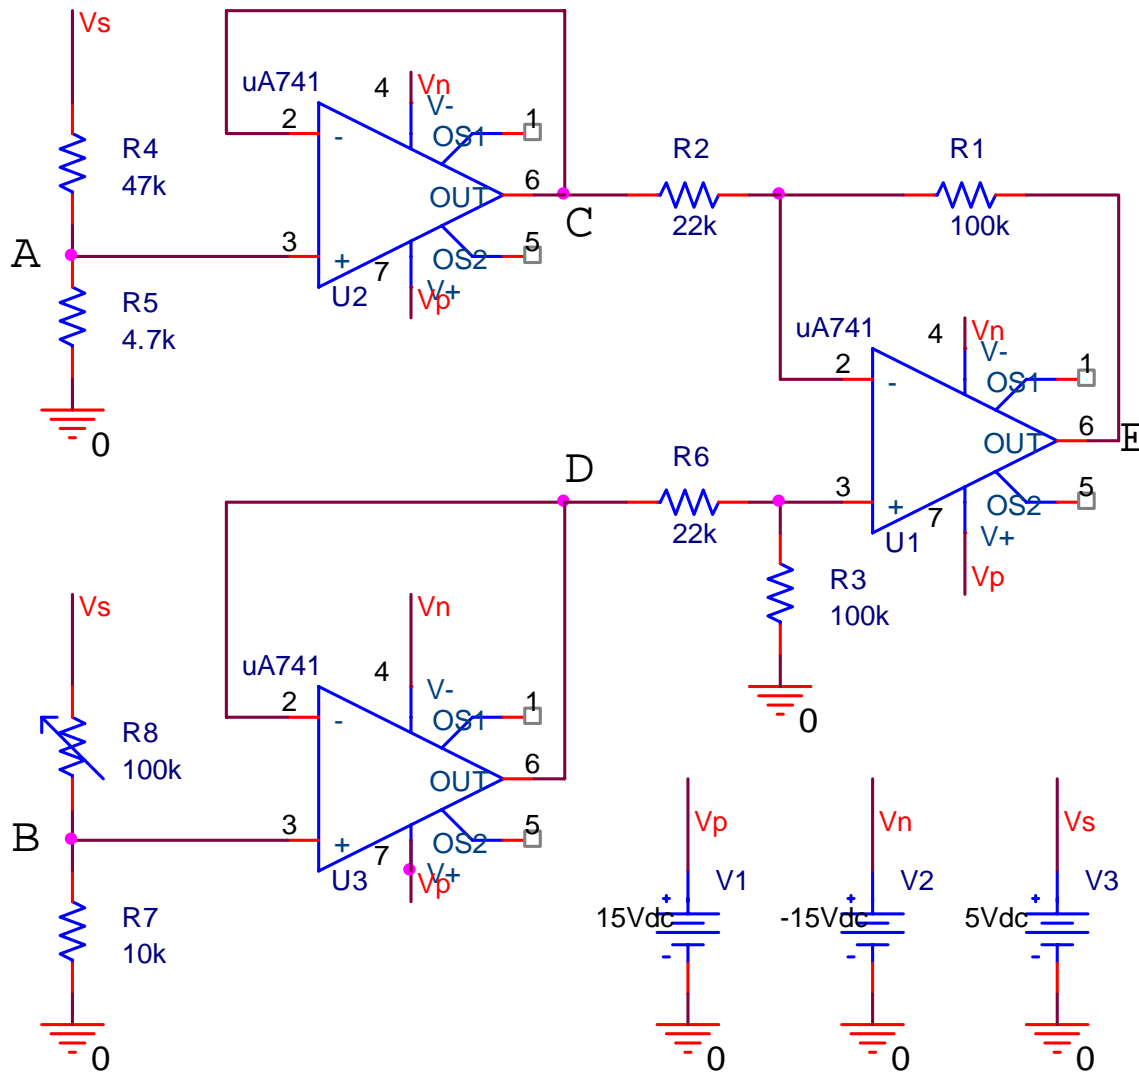 Vs
uA741
4
Vn
V-
2
-
OS1
1
R4
47k
R2
R1
OUT
6
C
22k
100k
A
3
+
7
OS2
5
V+
Vp
U2
R5
4.7k
0
uA741
4
Vn
V-
2
-
OS1
1
OUT
6
E
D
R6
22k
3
+
7
OS2
5
V+
U1
Vp
R3
100k
0
Vs
Vn
uA741
4
V-
2
-
OS1
1
R8
100k
OUT
6
B
3
+
7
OS2
5
V+
Vp
U3
R7
10k
0
Vp
Vn
Vs
V1
V2
V3
+
+
+
15Vdc
-15Vdc
5Vdc
-
-
-
0
0
0